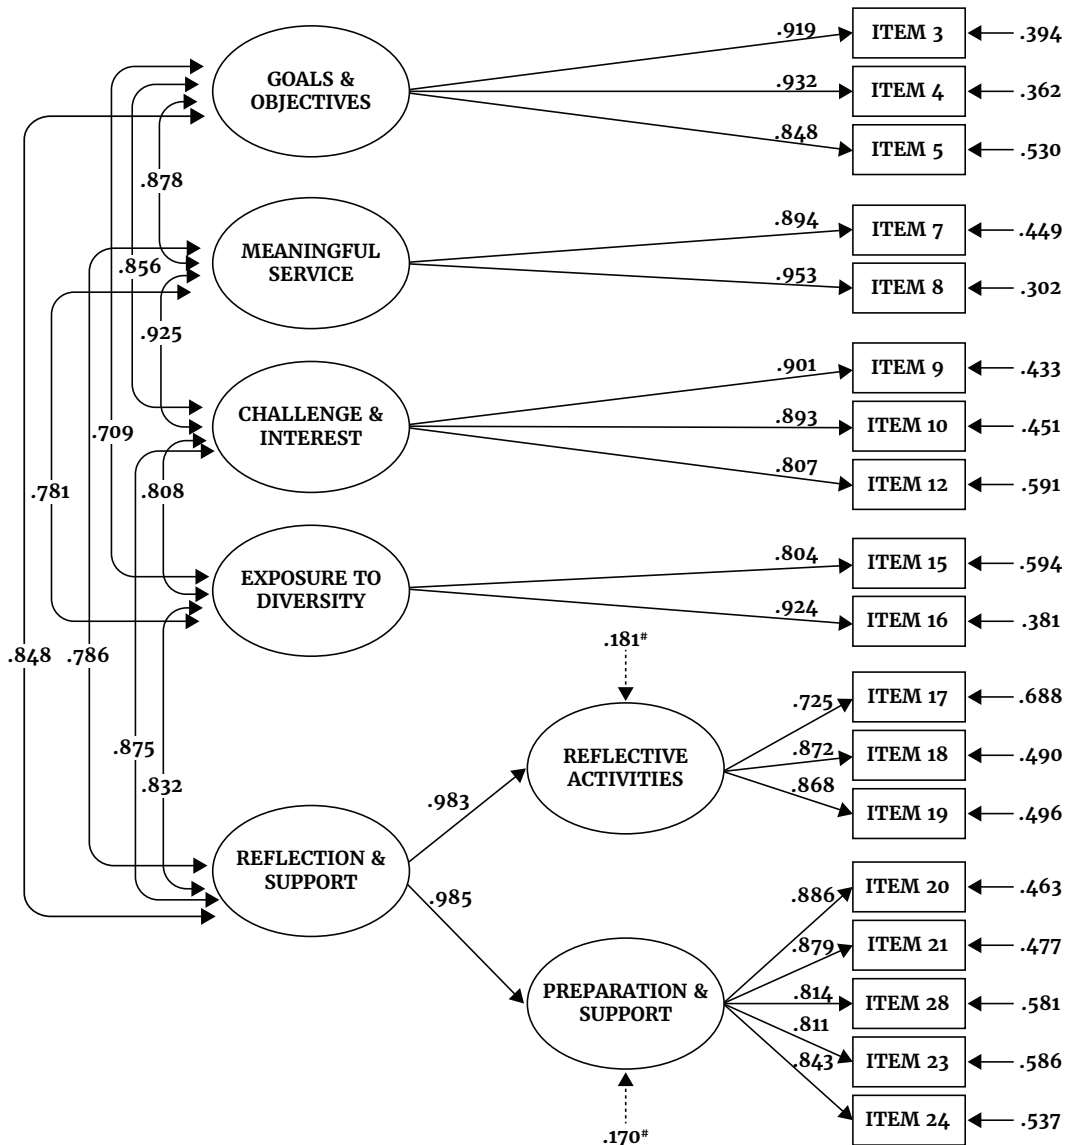 .919
ITEM 3
.394
GOALS &
OBJECTIVES
.932
ITEM 4
.362
.848
ITEM 5
.530
.878
.894
ITEM 7
.449
MEANINGFUL
SERVICE
.856
.953
ITEM 8
.302
.925
.901
ITEM 9
.433
CHALLENGE &
INTEREST
.893
ITEM 10
.451
.709
.807
ITEM 12
.591
.781
.808
.804
ITEM 15
.594
EXPOSURE TO
DIVERSITY
.924
ITEM 16
.381
.848
.786
.181#
.725
ITEM 17
.688
.875
.872
ITEM 18
.490
REFLECTIVE
ACTIVITIES
.832
.868
ITEM 19
.496
.983
REFLECTION &
SUPPORT
.985
.886
ITEM 20
.463
.879
ITEM 21
.477
PREPARATION &
SUPPORT
.814
ITEM 28
.581
.811
ITEM 23
.586
.843
ITEM 24
.537
.170#